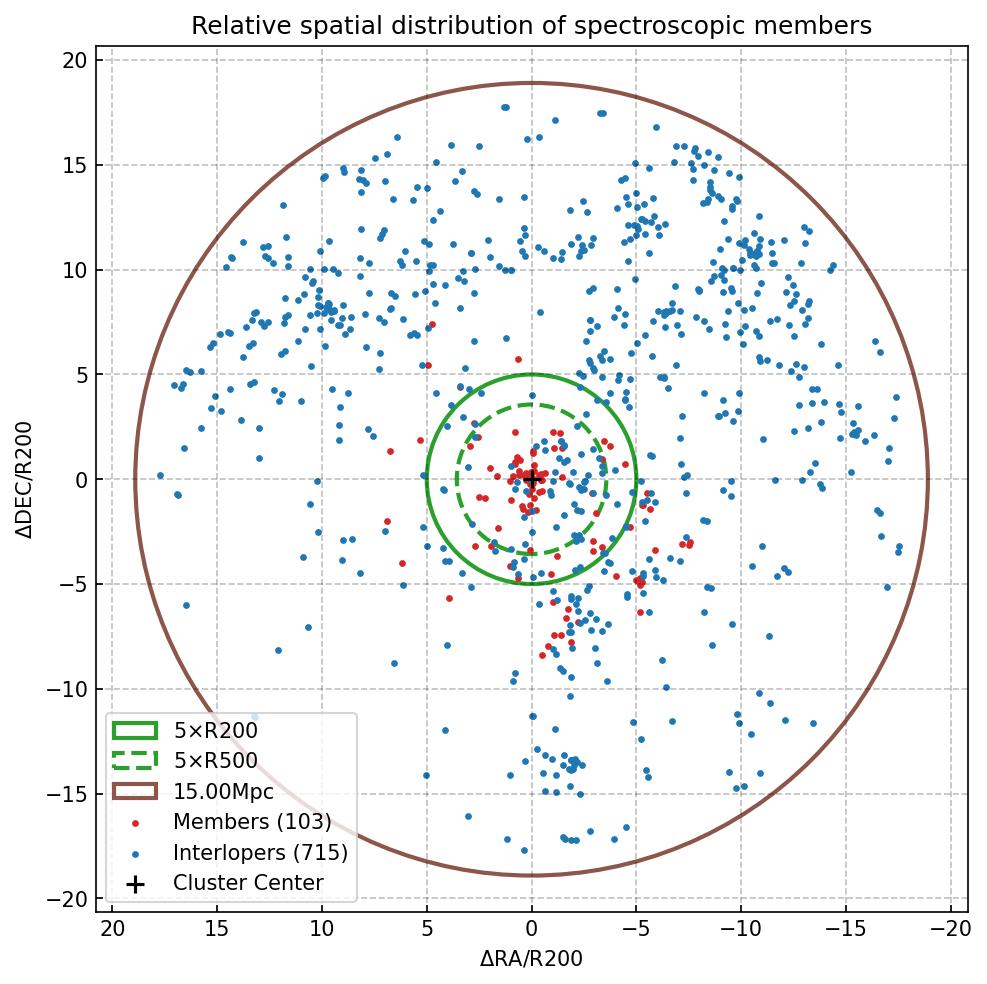 Relative spatial distribution of spectroscopic members
20
15
10
5
0
−5
−10
−15
−20
ΔDEC/R200
5×R200
5×R500
15.00Mpc
Members (103)
Interlopers (715)
Cluster Center
20 15 10 5 0 −5 −10 −15 −20
ΔRA/R200